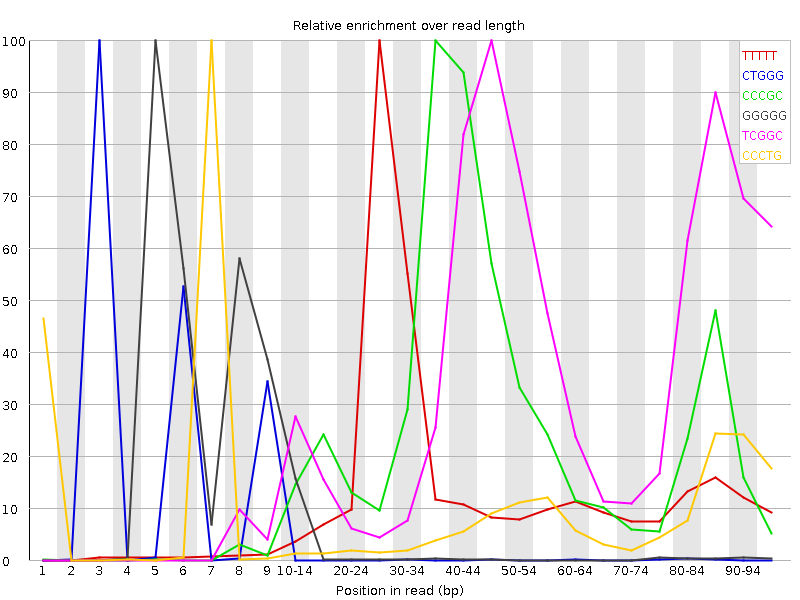 Relative enrichment over read length
100
90
80
70
60
50
40
30
20
10
0
TTTTT
CTGGG
CCCGC
GGGGG
TCGGC
CCCTG
1 2 3 4 5 6 7 8 9 10-14 20-24 30-34 40-44 50-54 60-64 70-74 80-84 90-94
Position in read (bp)